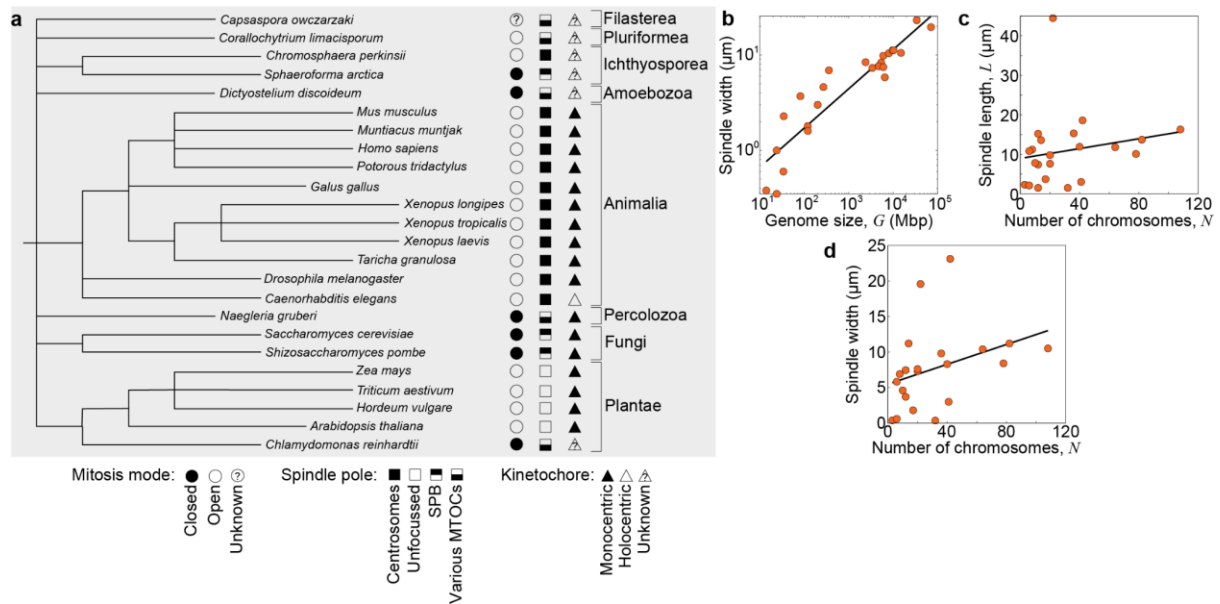 a
Capsaspora owczarzaki ? ? Filasterea
Corallochytrium limacisporum ? Pluriformea
Chromosphaera perkinsii ?
Ichthyosporea
Sphaeroforma arctica ?
Dictyostelium discoideum ? Amoebozoa
Mus musculus
Muntiacus muntjak
Homo sapiens
Potorous tridactylus
Galus gallus
Animalia
Xenopus longipes
Xenopus tropicalis
Xenopus laevis
Taricha granulosa
Drosophila melanogaster
Caenorhabditis elegans
Naegleria gruberi Percolozoa
Saccharomyces cerevisiae
Fungi
Shizosaccharomyces pombe
Zea mays
Triticum aestivum
Plantae
Hordeum vulgare
Arabidopsis thaliana
Chlamydomonas reinhardtii ?
Mitosis mode: ?
Closed
Open
Unknown
Spindle pole:
Centrosomes
Unfocussed
SPB
Various MTOCs
Kinetochore: ?
Monocentric
Holocentric
Unknown
b
Spindle width (µm)
10¹
10⁰
10¹ 10² 10³ 10⁴ 10⁵
Genome size, G (Mbp)
c
Spindle length, L (µm)
40
30
20
10
0
0 40 80 120
Number of chromosomes, N
d
Spindle width (µm)
25
20
15
10
5
0
0 40 80 120
Number of chromosomes, N